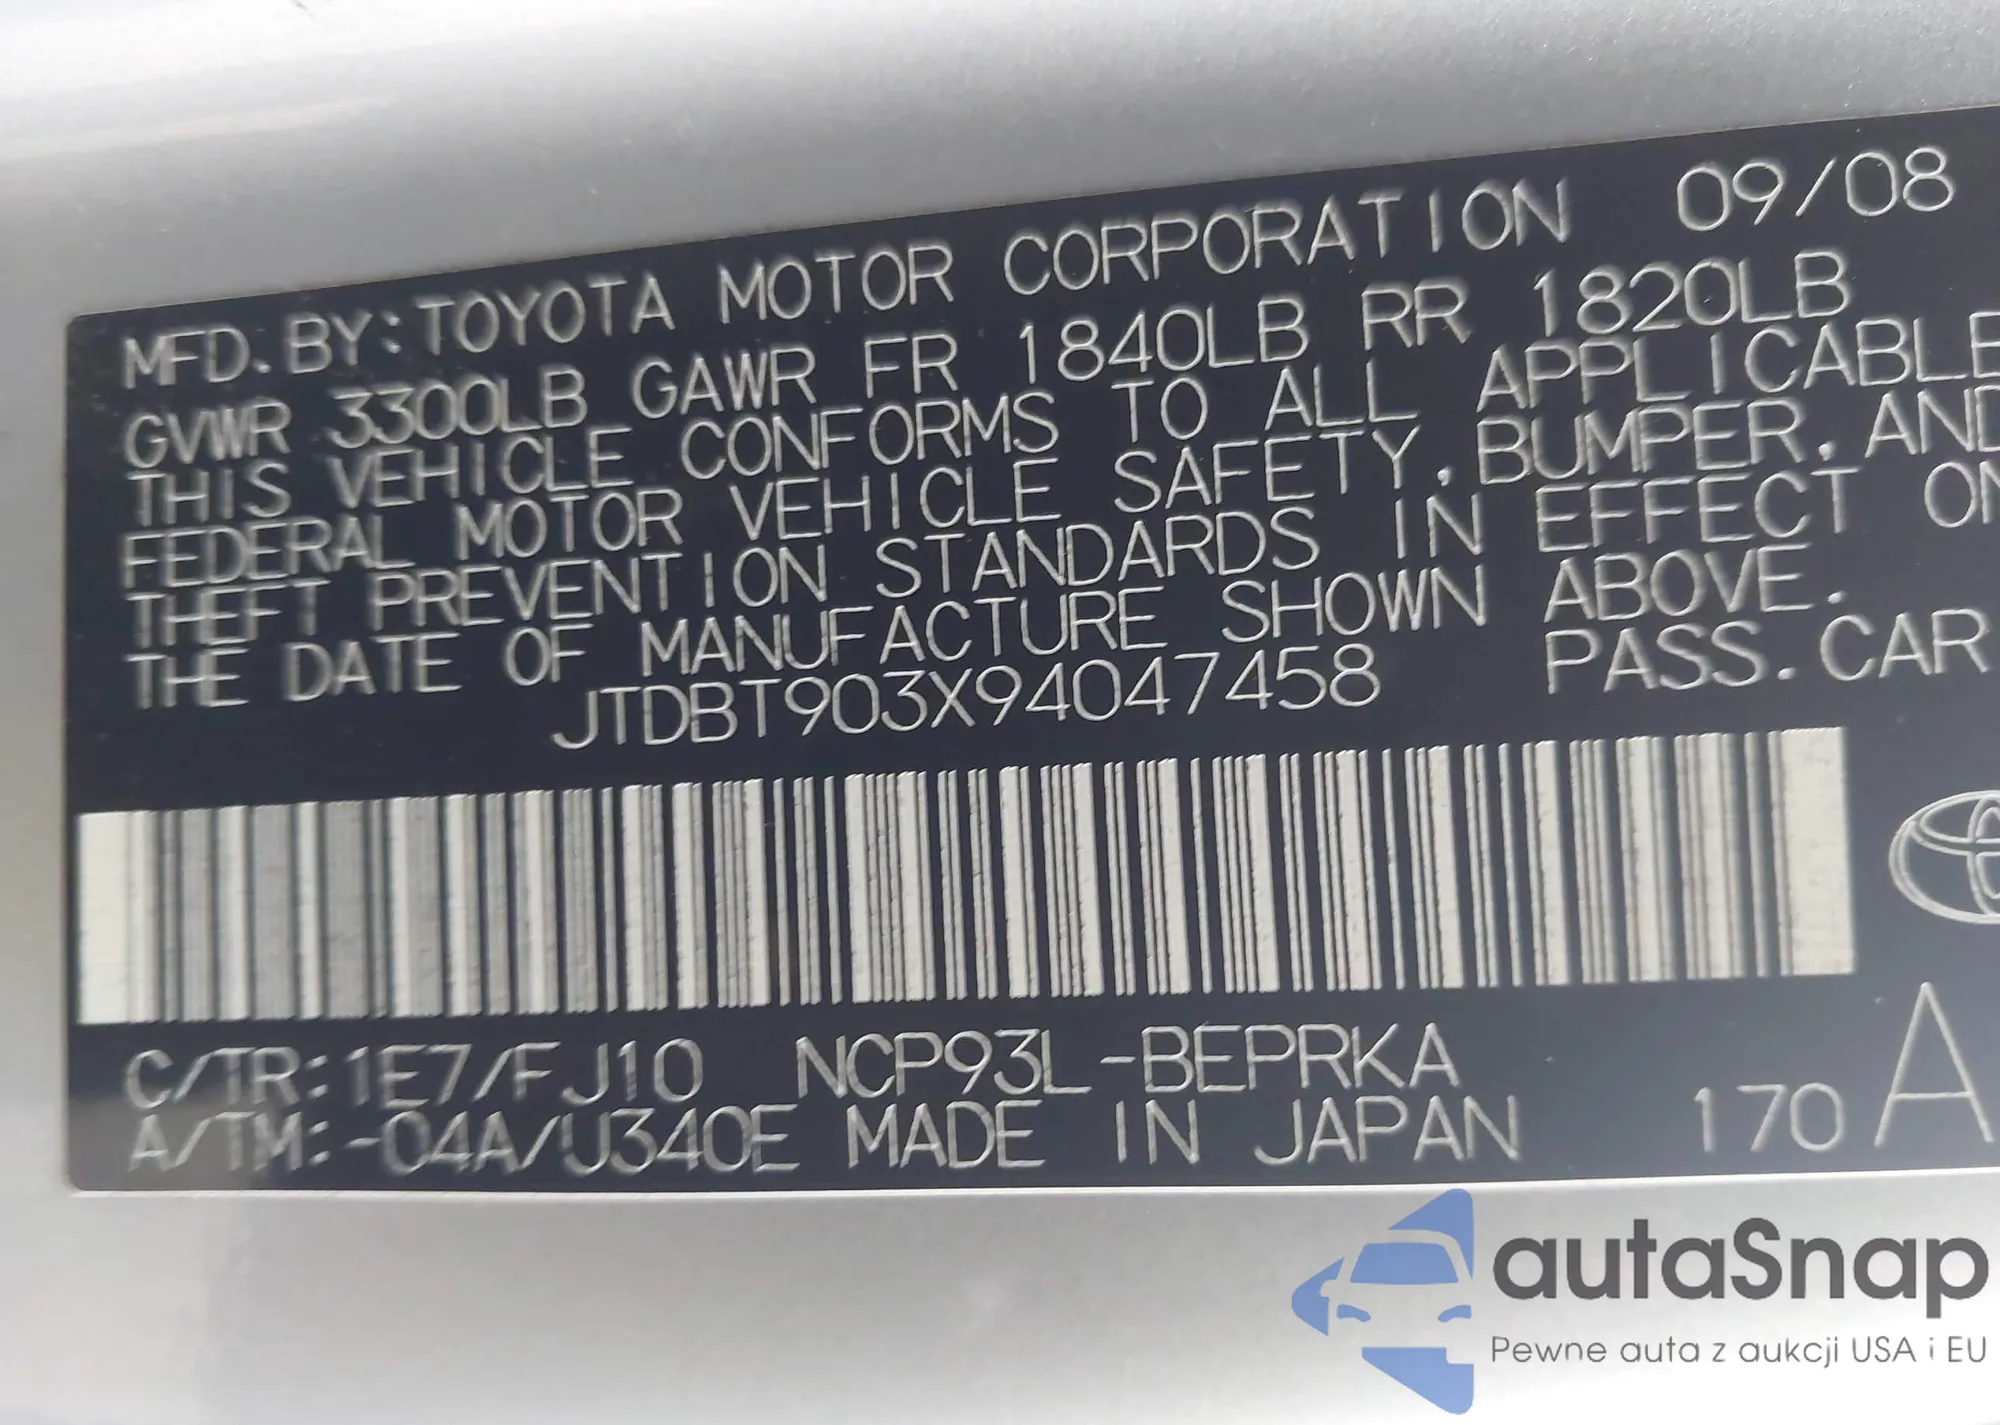 MFD.BY:TOYOTA MOTOR CORPORATION 09/08
GVWR 3300LB GAWR FR 1840LB RR 1820LB
THIS VEHICLE CONFORMS TO ALL APPLICABLE
FEDERAL MOTOR VEHICLE SAFETY,BUMPER,AND
THEFT PREVENTION STANDARDS IN EFFECT ON
THE DATE OF MANUFACTURE SHOWN ABOVE.
JTDBT903X94047458 PASS.CAR
C/TR:1E7/FJ10 NCP93L-BEPRKA
A/TM:-04A/U340E MADE IN JAPAN 170 A
autaSnap
Pewne auta z aukcji USA i EU